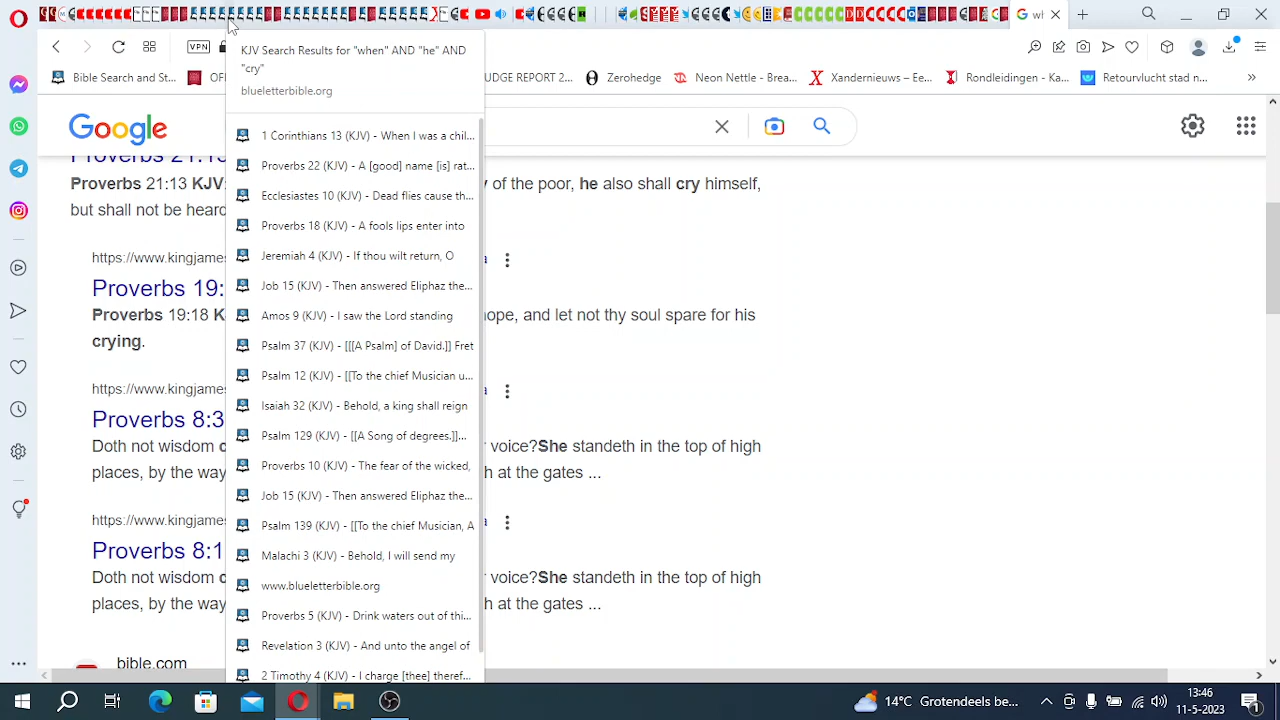 G wh
VPN
Bible Search and St...
OF
UDGE REPORT 2...
Zerohedge
Neon Nettle - Brea...
Xandernieuws – Ee...
Rondleidingen - Ka...
Retourvlucht stad n...
»
KJV Search Results for "when" AND "he" AND
"cry"
blueletterbible.org
Google
1 Corinthians 13 (KJV) - When I was a chil...
Proverbs 22 (KJV) - A [good] name [is] rat...
Ecclesiastes 10 (KJV) - Dead flies cause th...
Proverbs 18 (KJV) - A fools lips enter into
Jeremiah 4 (KJV) - If thou wilt return, O
Job 15 (KJV) - Then answered Eliphaz the...
Amos 9 (KJV) - I saw the Lord standing
Psalm 37 (KJV) - [[[A Psalm] of David.]] Fret
Psalm 12 (KJV) - [[To the chief Musician u...
Isaiah 32 (KJV) - Behold, a king shall reign
Psalm 129 (KJV) - [[A Song of degrees.]]...
Proverbs 10 (KJV) - The fear of the wicked,
Job 15 (KJV) - Then answered Eliphaz the...
Psalm 139 (KJV) - [[To the chief Musician, A
Malachi 3 (KJV) - Behold, I will send my
www.blueletterbible.org
Proverbs 5 (KJV) - Drink waters out of thi...
Revelation 3 (KJV) - And unto the angel of
2 Timothy 4 (KJV) - I charge [thee] theref...
Proverbs 21:13
Proverbs 21:13 KJV: of the poor, he also shall cry himself,
but shall not be heard
https://www.kingjames
Proverbs 19:
Proverbs 19:18 K ope, and let not thy soul spare for his
crying.
https://www.kingjames
Proverbs 8:3
Doth not wisdom c voice?She standeth in the top of high
places, by the way h at the gates ...
https://www.kingjames
Proverbs 8:1
Doth not wisdom c voice?She standeth in the top of high
places, by the way h at the gates ...
bible.com
14°C Grotendeels be...
13:46
11-5-2023
1